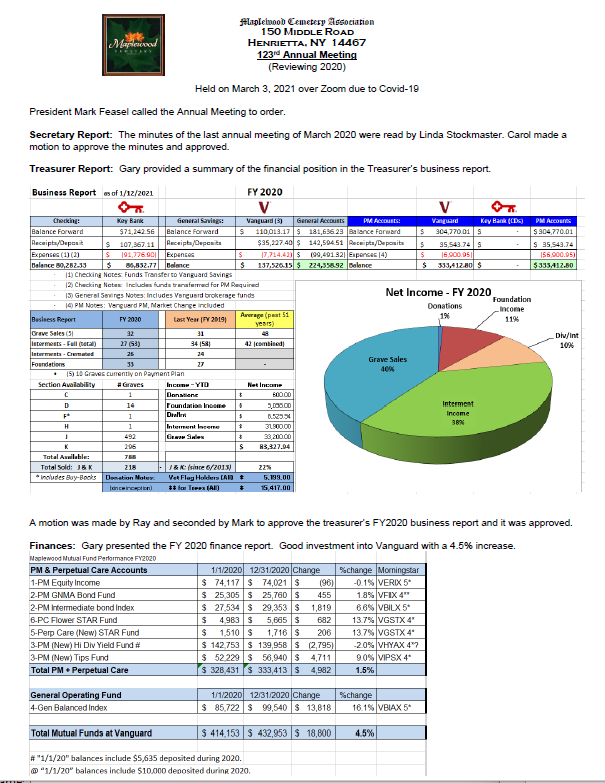 Maplewood
CEMETERY
Maplewood Cemetery Association
150 MIDDLE ROAD
HENRIETTA, NY 14467
123rd Annual Meeting
(Reviewing 2020)
Held on March 3, 2021 over Zoom due to Covid-19
President Mark Feasel called the Annual Meeting to order.
Secretary Report: The minutes of the last annual meeting of March 2020 were read by Linda Stockmaster. Carol made a
motion to approve the minutes and approved.
Treasurer Report: Gary provided a summary of the financial position in the Treasurer's business report.
Business Report as of 1/12/2021 FY 2020
Checking: Key Bank General Savings: Vanguard (3) General Accounts PM Accounts: Vanguard Key Bank (CDs) PM Accounts
Balance Forward $71,242.56 Balance Forward $ 110,013.17 $ 181,636.23 Balance Forward $ 304,770.01 $ - $304,770.01
Receipts/Deposit $ 107,367.11 Receipts/Deposits $35,227.40 $ 142,594.51 Receipts/Deposits $ 35,543.74 $ - $ 35,543.74
Expenses (1) (2) $ (91,776.90) Expenses $ (7,714.42) $ (99,491.32) Expenses (4) $ (6,900.95) ($6,900.95)
Balance 80,282.33 $ 86,832.77 Balance $ 137,526.15 $ 224,358.92 Balance $ 333,412.80 $ - $333,412.80
- (1) Checking Notes: Funds Transfer to Vanguard Savings
- (2) Checking Notes: Includes funds transferred for PM Required
- (3) General Savings Notes: Includes Vanguard brokerage funds
- (4) PM Notes: Vanguard PM, Market Change included
Business Report FY 2020 Last Year (FY 2019) Average (past 51 years)
Grave Sales (5) 32 31 48
Interments - Full (total) 27 (53) 34 (58) 42 (combined)
Interments - Cremated 26 24
Foundations 33 27 -
• (5) 10 Graves currently on Payment Plan
Section Availability # Graves Income - YTD Net Income
C 1 Donations $ 600.00
D 14 Foundation Income $
F* 1 Div/Int $
H 1 Interment Income $ 31,900.00
J 492 Grave Sales $ 33,200.00
K 296 $ 83,327.94
Total Available: 788
Total Sold: J & K 218 - J & K: (since 6/2013) 22%
* Includes Buy-Backs Donation Notes: Vet Flag Holders (All) $ 5,199.00
(since inception) $$ for Trees (All) $ 15,417.00
Net Income - FY 2020
Donations
1%
Foundation
Income
11%
Div/Int
10%
Grave Sales
40%
Interment
Income
38%
A motion was made by Ray and seconded by Mark to approve the treasurer's FY2020 business report and it was approved.
Finances: Gary presented the FY 2020 finance report. Good investment into Vanguard with a 4.5% increase.
Maplewood Mutual Fund Performance FY2020
PM & Perpetual Care Accounts 1/1/2020 12/31/2020 Change %change Morningstar
1-PM Equity Income $ 74,117 $ 74,021 $ (96) -0.1% VERIX 5*
2-PM GNMA Bond Fund $ 25,305 $ 25,760 $ 455 1.8% VFIIX 4**
2-PM Intermediate bond Index $ 27,534 $ 29,353 $ 1,819 6.6% VBILX 5*
6-PC Flower STAR Fund $ 4,983 $ 5,665 $ 682 13.7% VGSTX 4*
5-Perp Care (New) STAR Fund $ 1,510 $ 1,716 $ 206 13.7% VGSTX 4*
3-PM (New) Hi Div Yield Fund # $ 142,753 $ 139,958 $ (2,795) -2.0% VHYAX 4*?
3-PM (New) Tips Fund $ 52,229 $ 56,940 $ 4,711 9.0% VIPSX 4*
Total PM + Perpetual Care $ 328,431 $ 333,413 $ 4,982 1.5%
General Operating Fund 1/1/2020 12/31/2020 Change %change
4-Gen Balanced Index $ 85,722 $ 99,540 $ 13,818 16.1% VBIAX 5*
Total Mutual Funds at Vanguard $ 414,153 $ 432,953 $ 18,800 4.5%
# "1/1/20" balances include $5,635 deposited during 2020.
@ "1/1/20" balances include $10,000 deposited during 2020.